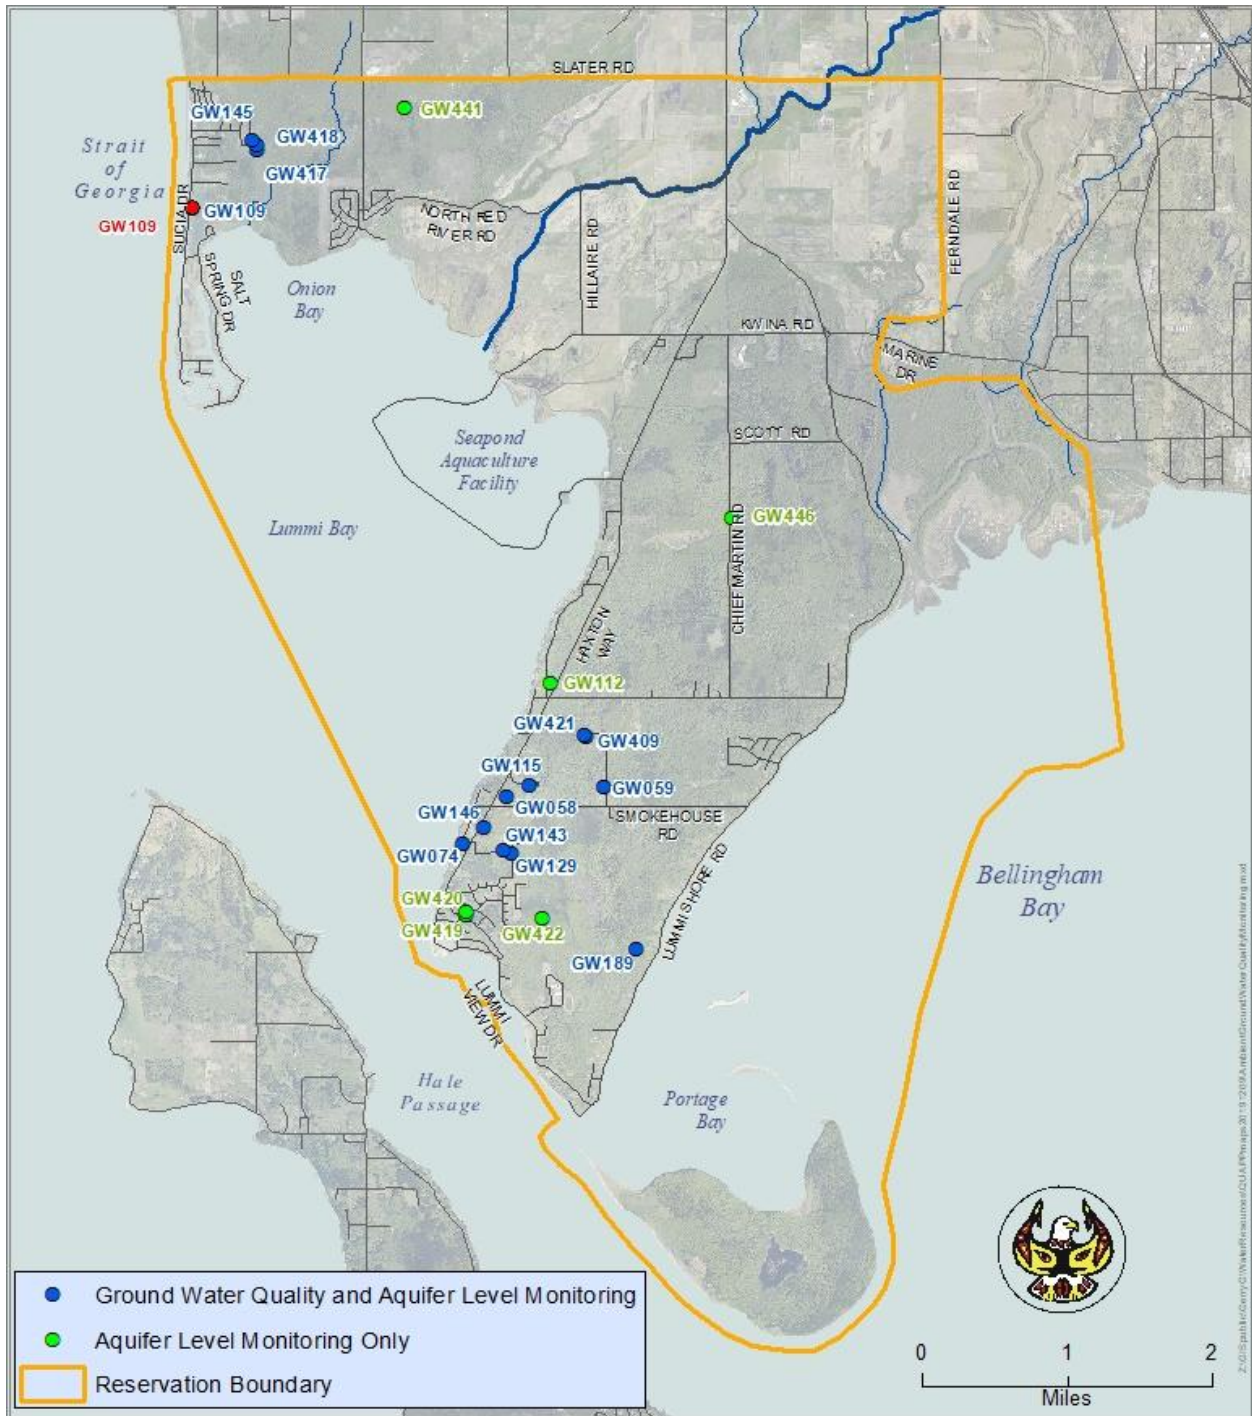 SLATER RD
GW145
GW418
GW417
GW441
Strait
of
Georgia
SUCIA DR
GW109
GW109
NORTH RED
RIVER RD
HILLAIRE RD
FERNDALE RD
SALT
SPRING DR
Onion
Bay
KWINA RD
MARINE
DR
Seapond
Aquaculture
Facility
SCOTT RD
Lummi Bay
GW446
CHIEF MARTIN RD
HAXTON
WAY
GW112
GW421
GW409
GW115
GW059
GW058
GW146
SMOKEHOUSE
RD
GW143
GW074
GW129
GW420
GW419
GW422
GW189
LUMMI SHORE RD
Bellingham
Bay
LUMMI
VIEW DR
Hale
Passage
Portage
Bay
Ground Water Quality and Aquifer Level Monitoring
Aquifer Level Monitoring Only
Reservation Boundary
0 1 2
Miles